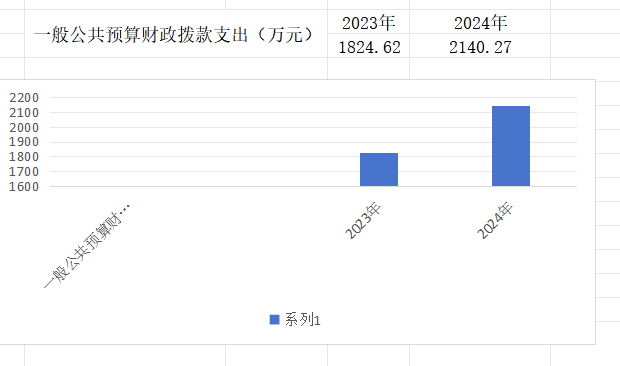 2023年 2024年
一般公共预算财政拨款支出（万元）
1824.62 2140.27
2200
2100
2000
1900
1800
1700
1600
一般公共预算财…
2023年
2024年
系列1